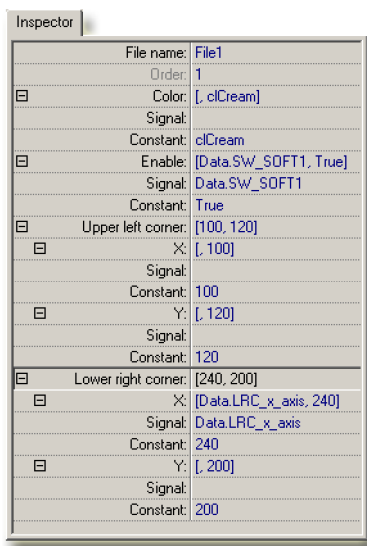 Inspector
File name: File1
Order: 1
Color: [, clCream]
Signal:
Constant: clCream
Enable: [Data.SW_SOFT1, True]
Signal: Data.SW_SOFT1
Constant: True
Upper left corner: [100, 120]
X: [, 100]
Signal:
Constant: 100
Y: [, 120]
Signal:
Constant: 120
Lower right corner: [240, 200]
X: [Data.LRC_x_axis, 240]
Signal: Data.LRC_x_axis
Constant: 240
Y: [, 200]
Signal:
Constant: 200